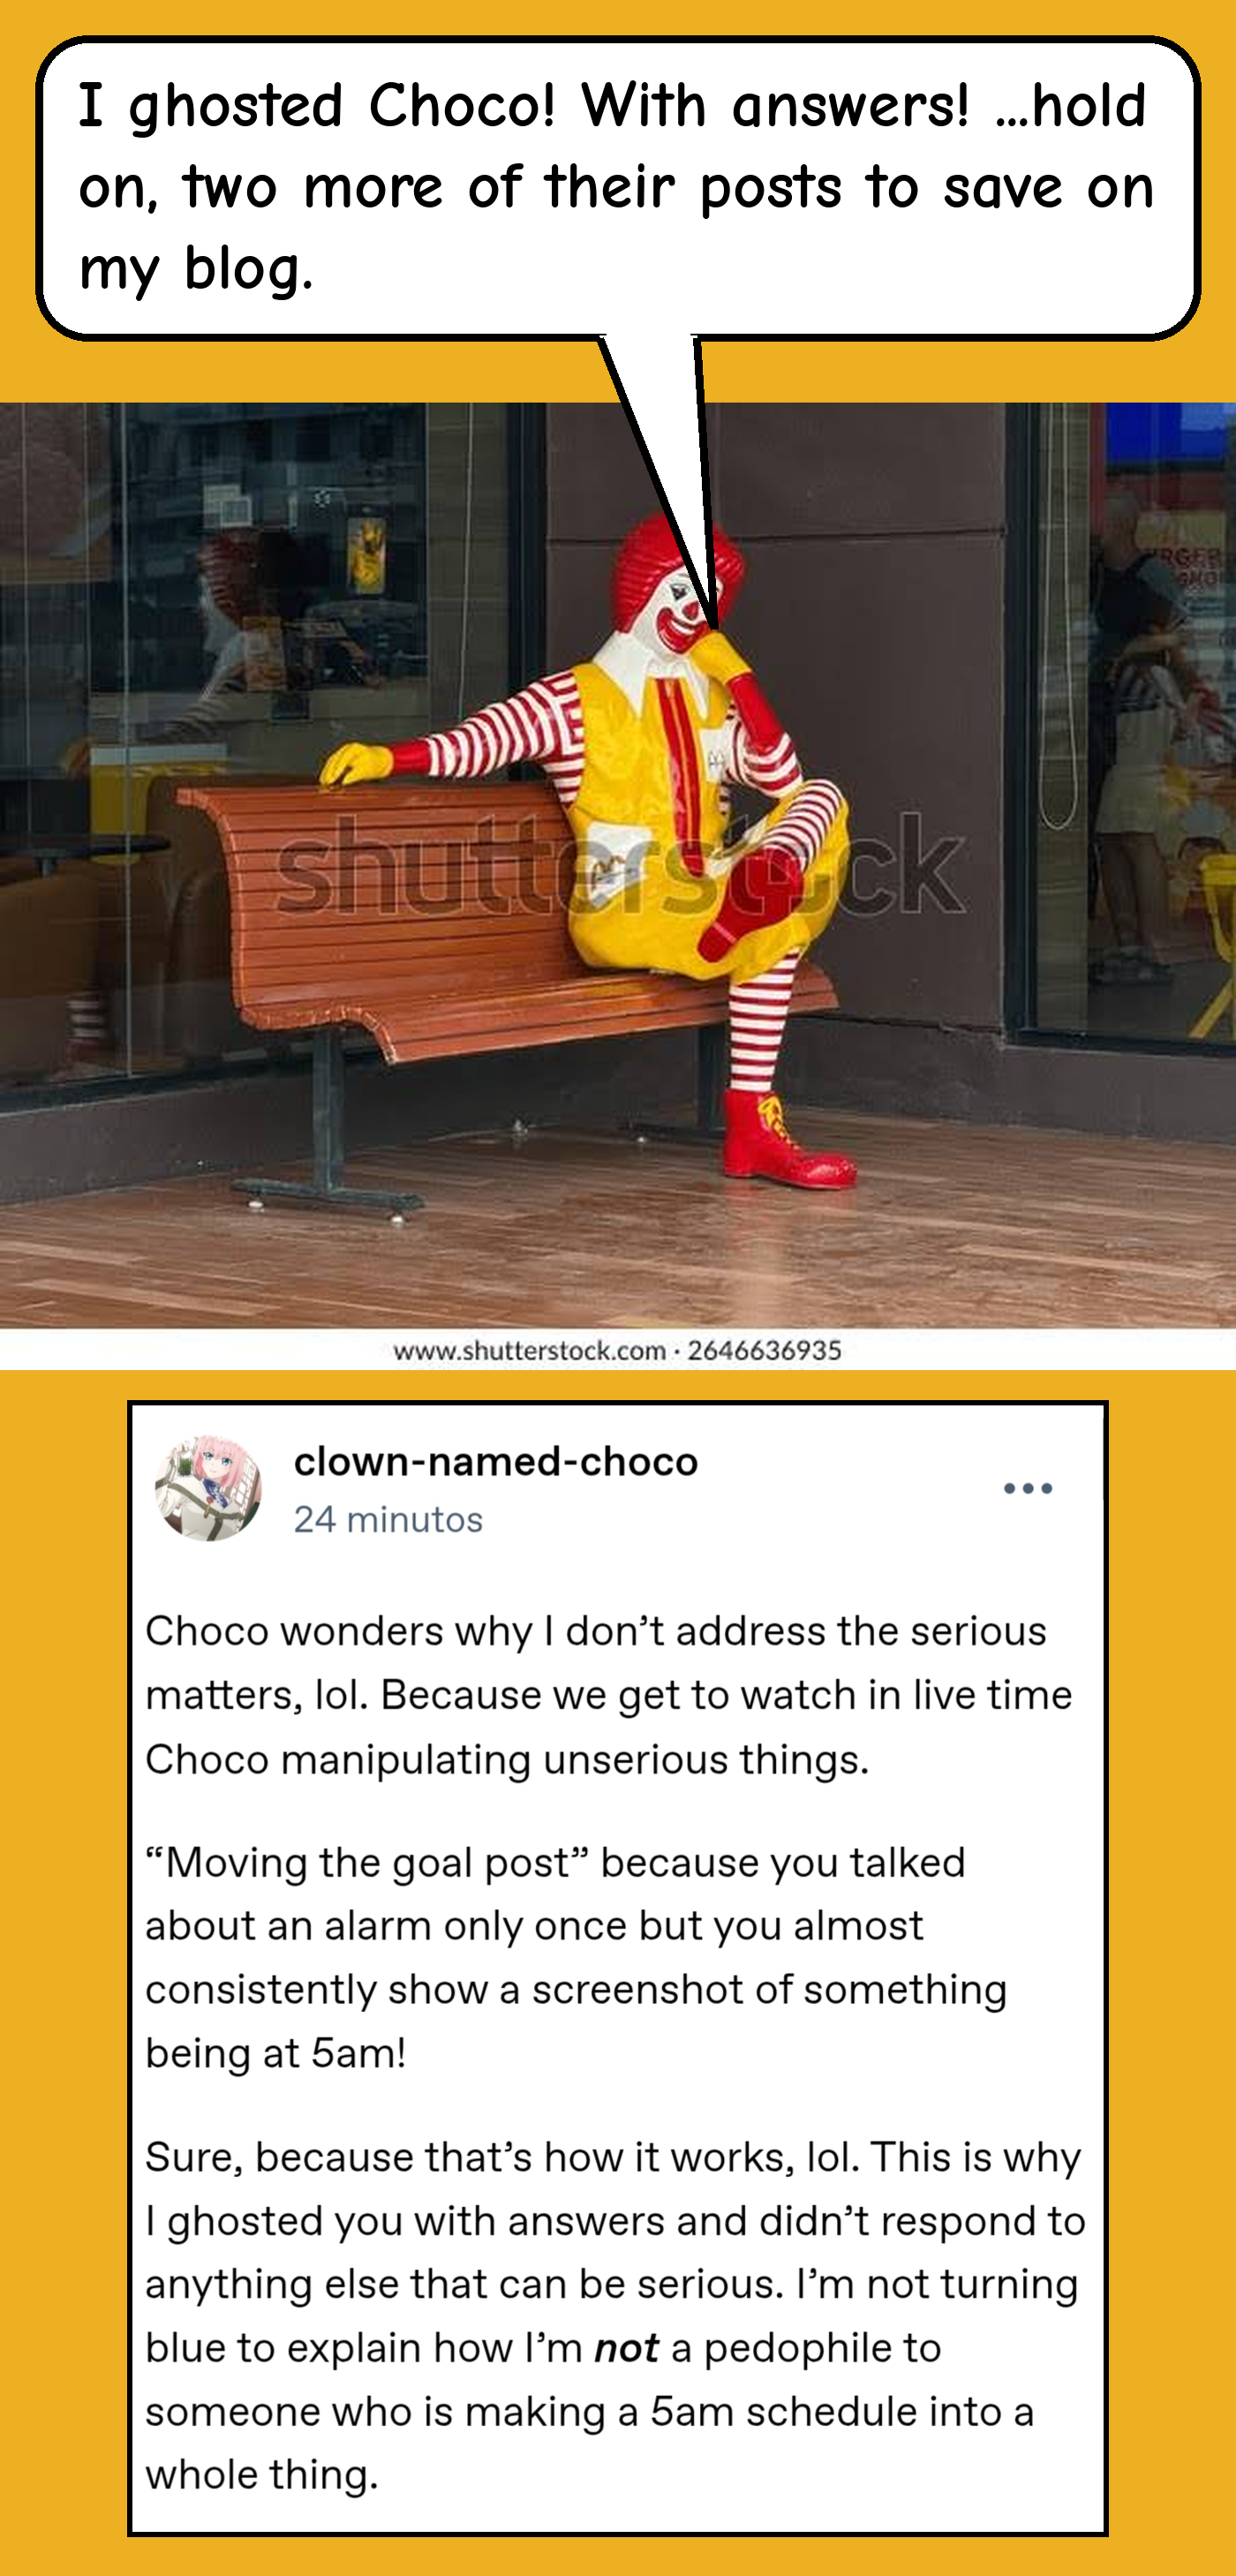 I ghosted Choco! With answers! ...hold
on, two more of their posts to save on
my blog.
shutterstock
www.shutterstock.com · 2646636935
clown-named-choco
24 minutos
Choco wonders why I don’t address the serious
matters, lol. Because we get to watch in live time
Choco manipulating unserious things.
“Moving the goal post” because you talked
about an alarm only once but you almost
consistently show a screenshot of something
being at 5am!
Sure, because that’s how it works, lol. This is why
I ghosted you with answers and didn’t respond to
anything else that can be serious. I’m not turning
blue to explain how I’m not a pedophile to
someone who is making a 5am schedule into a
whole thing.